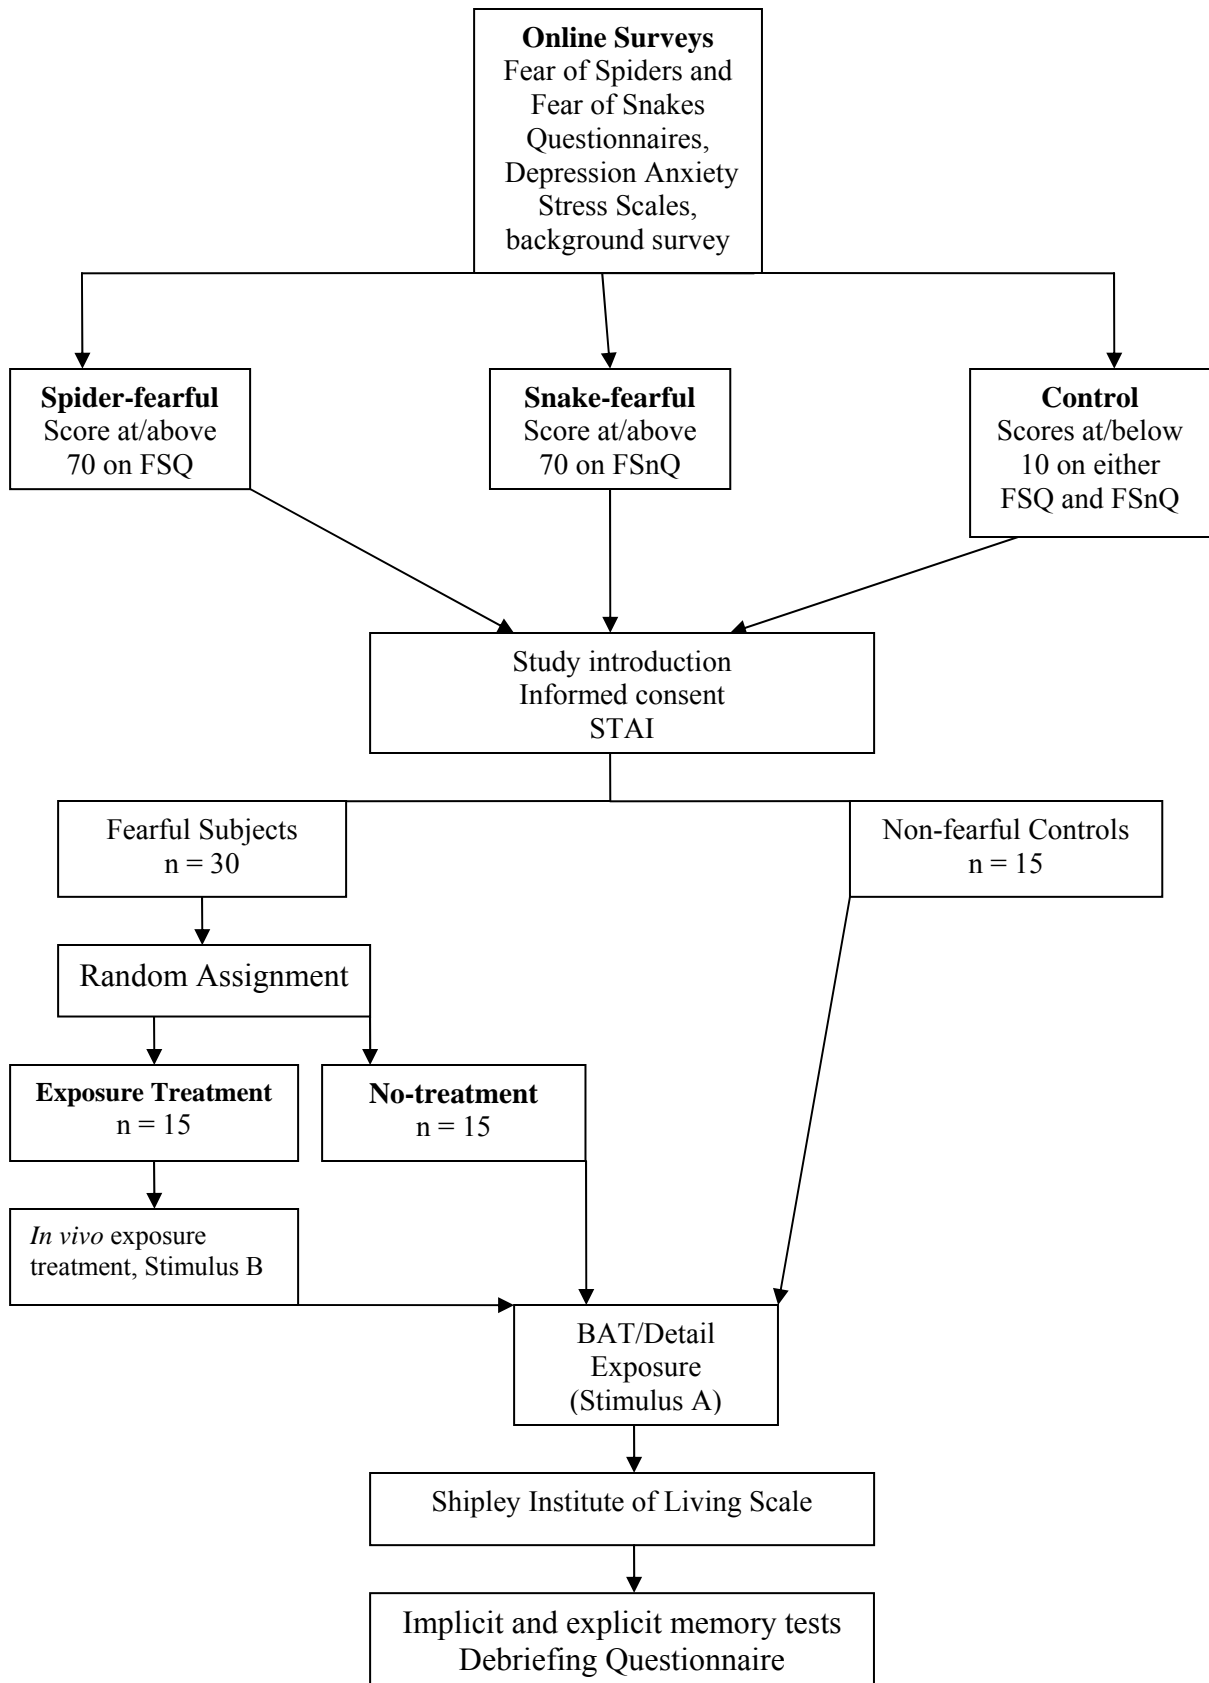 Online Surveys
Fear of Spiders and
Fear of Snakes
Questionnaires,
Depression Anxiety
Stress Scales,
background survey
Spider-fearful
Score at/above
70 on FSQ
Snake-fearful
Score at/above
70 on FSnQ
Control
Scores at/below
10 on either
FSQ and FSnQ
Study introduction
Informed consent
STAI
Fearful Subjects
n = 30
Non-fearful Controls
n = 15
Random Assignment
Exposure Treatment
n = 15
No-treatment
n = 15
In vivo exposure
treatment, Stimulus B
BAT/Detail
Exposure
(Stimulus A)
Shipley Institute of Living Scale
Implicit and explicit memory tests
Debriefing Questionnaire